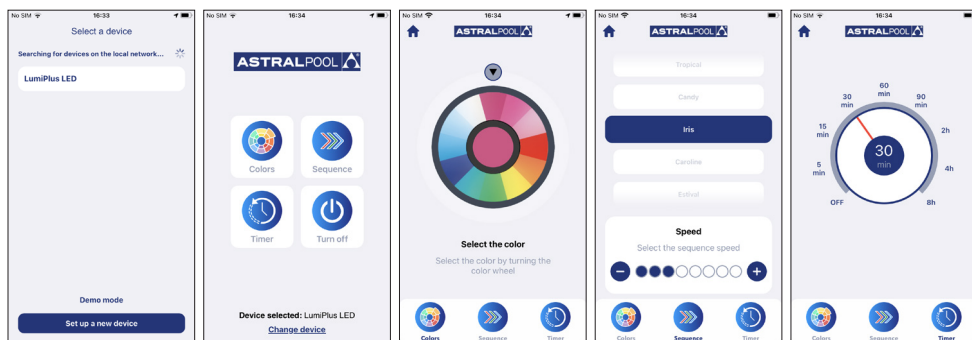 No SIM 16:33
Select a device
Searching for devices on the local network...
LumiPlus LED
Demo mode
Set up a new device
No SIM 16:34
ASTRALPOOL
Colors Sequence
Timer Turn off
Device selected: LumiPlus LED
Change device
No SIM 16:34
ASTRALPOOL
Select the color
Select the color by turning the
color wheel
Colors Sequence Timer
No SIM 16:34
ASTRALPOOL
Tropical
Candy
Iris
Caroline
Estival
Speed
Select the sequence speed
Colors Sequence Timer
No SIM 16:34
ASTRALPOOL
60
min
30
min
90
min
15
min
2h
30
min
5
min
4h
OFF 8h
Colors Sequence Timer